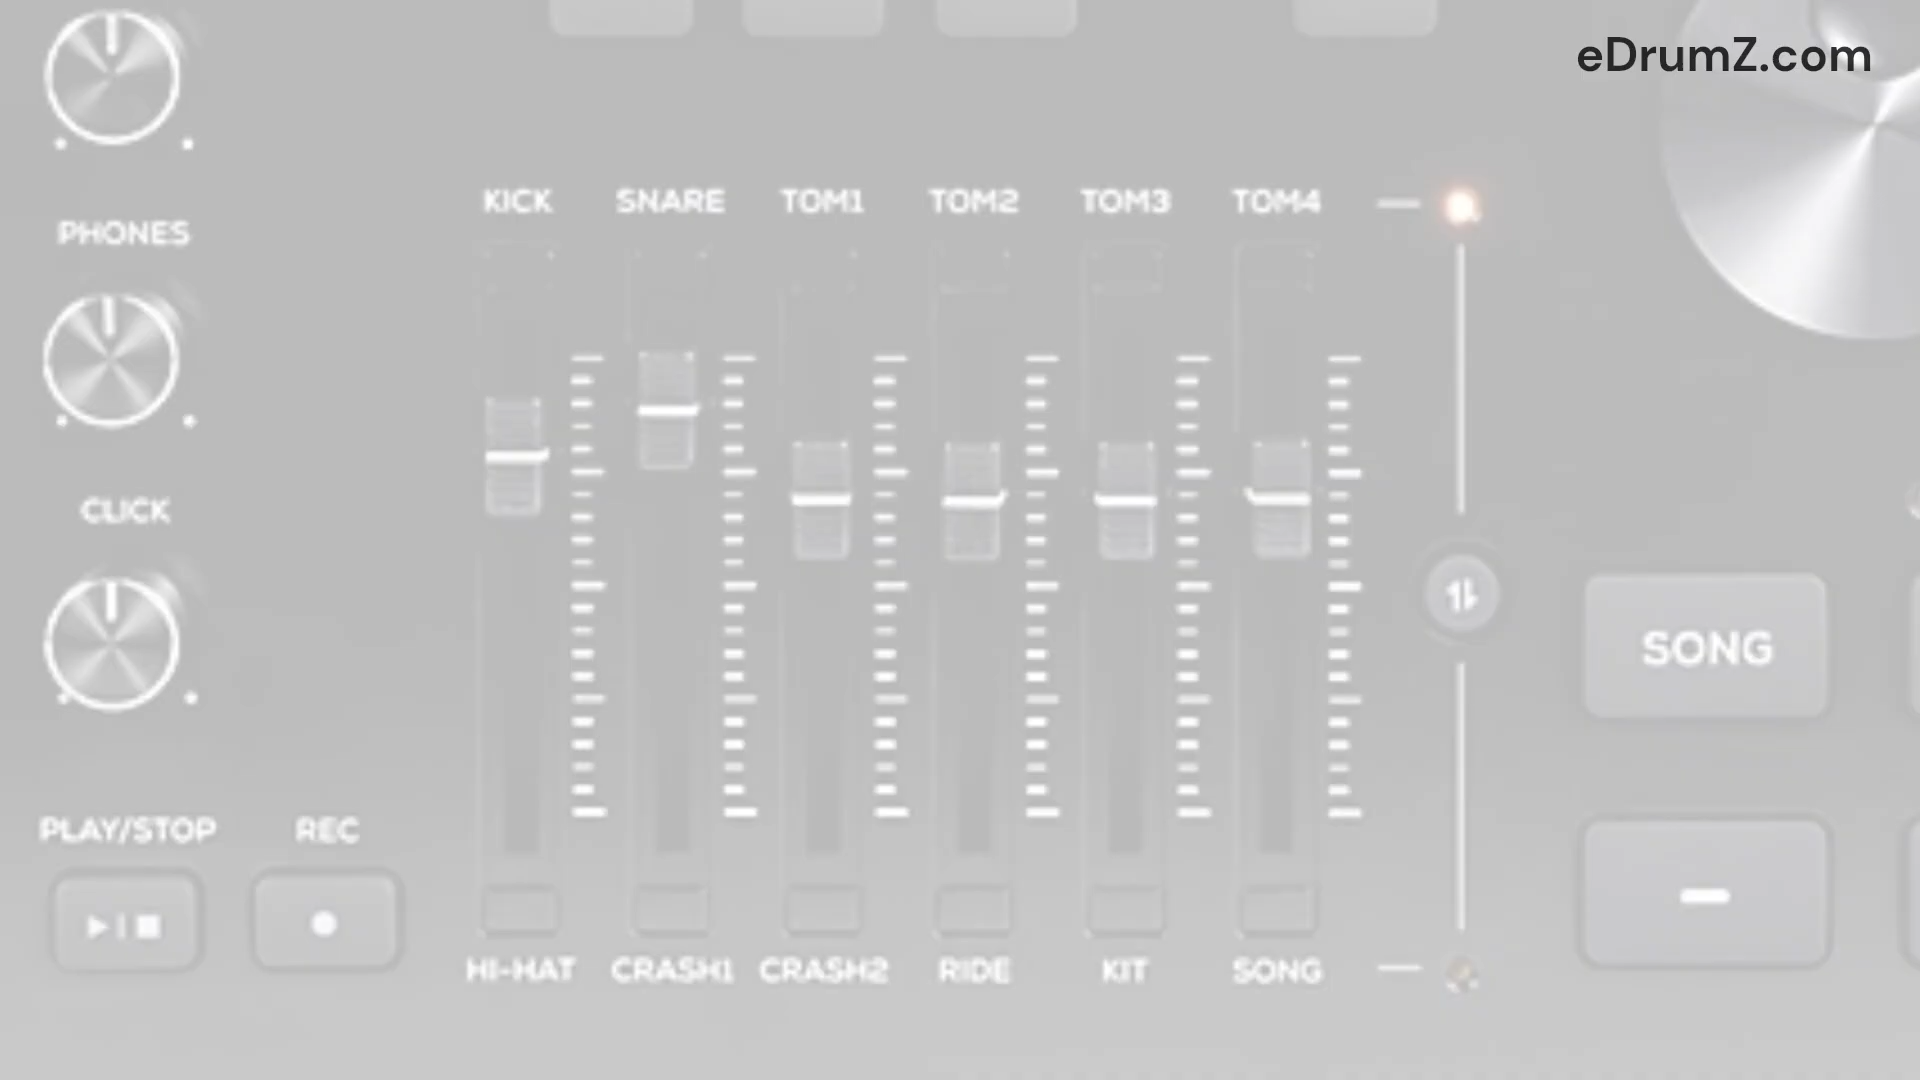 eDrumZ.com
KICK SNARE TOM1 TOM2 TOM3 TOM4
PHONES
CLICK
SONG
PLAY/STOP REC
HI-HAT CRASH1 CRASH2 RIDE KIT SONG